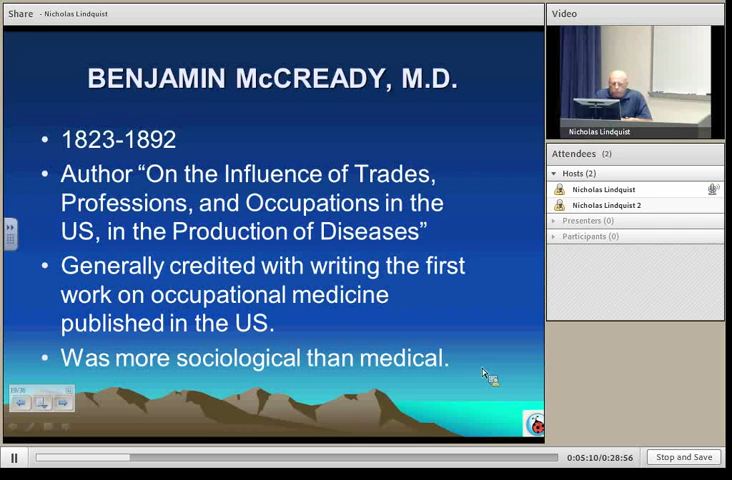 Share - Nicholas Lindquist
BENJAMIN McCREADY, M.D.
• 1823-1892
• Author “On the Influence of Trades,
Professions, and Occupations in the
US, in the Production of Diseases”
• Generally credited with writing the first
work on occupational medicine
published in the US.
• Was more sociological than medical.
Video
Nicholas Lindquist
Attendees (2)
Hosts (2)
Nicholas Lindquist
Nicholas Lindquist 2
Presenters (0)
Participants (0)
0:05:10/0:28:56
Stop and Save